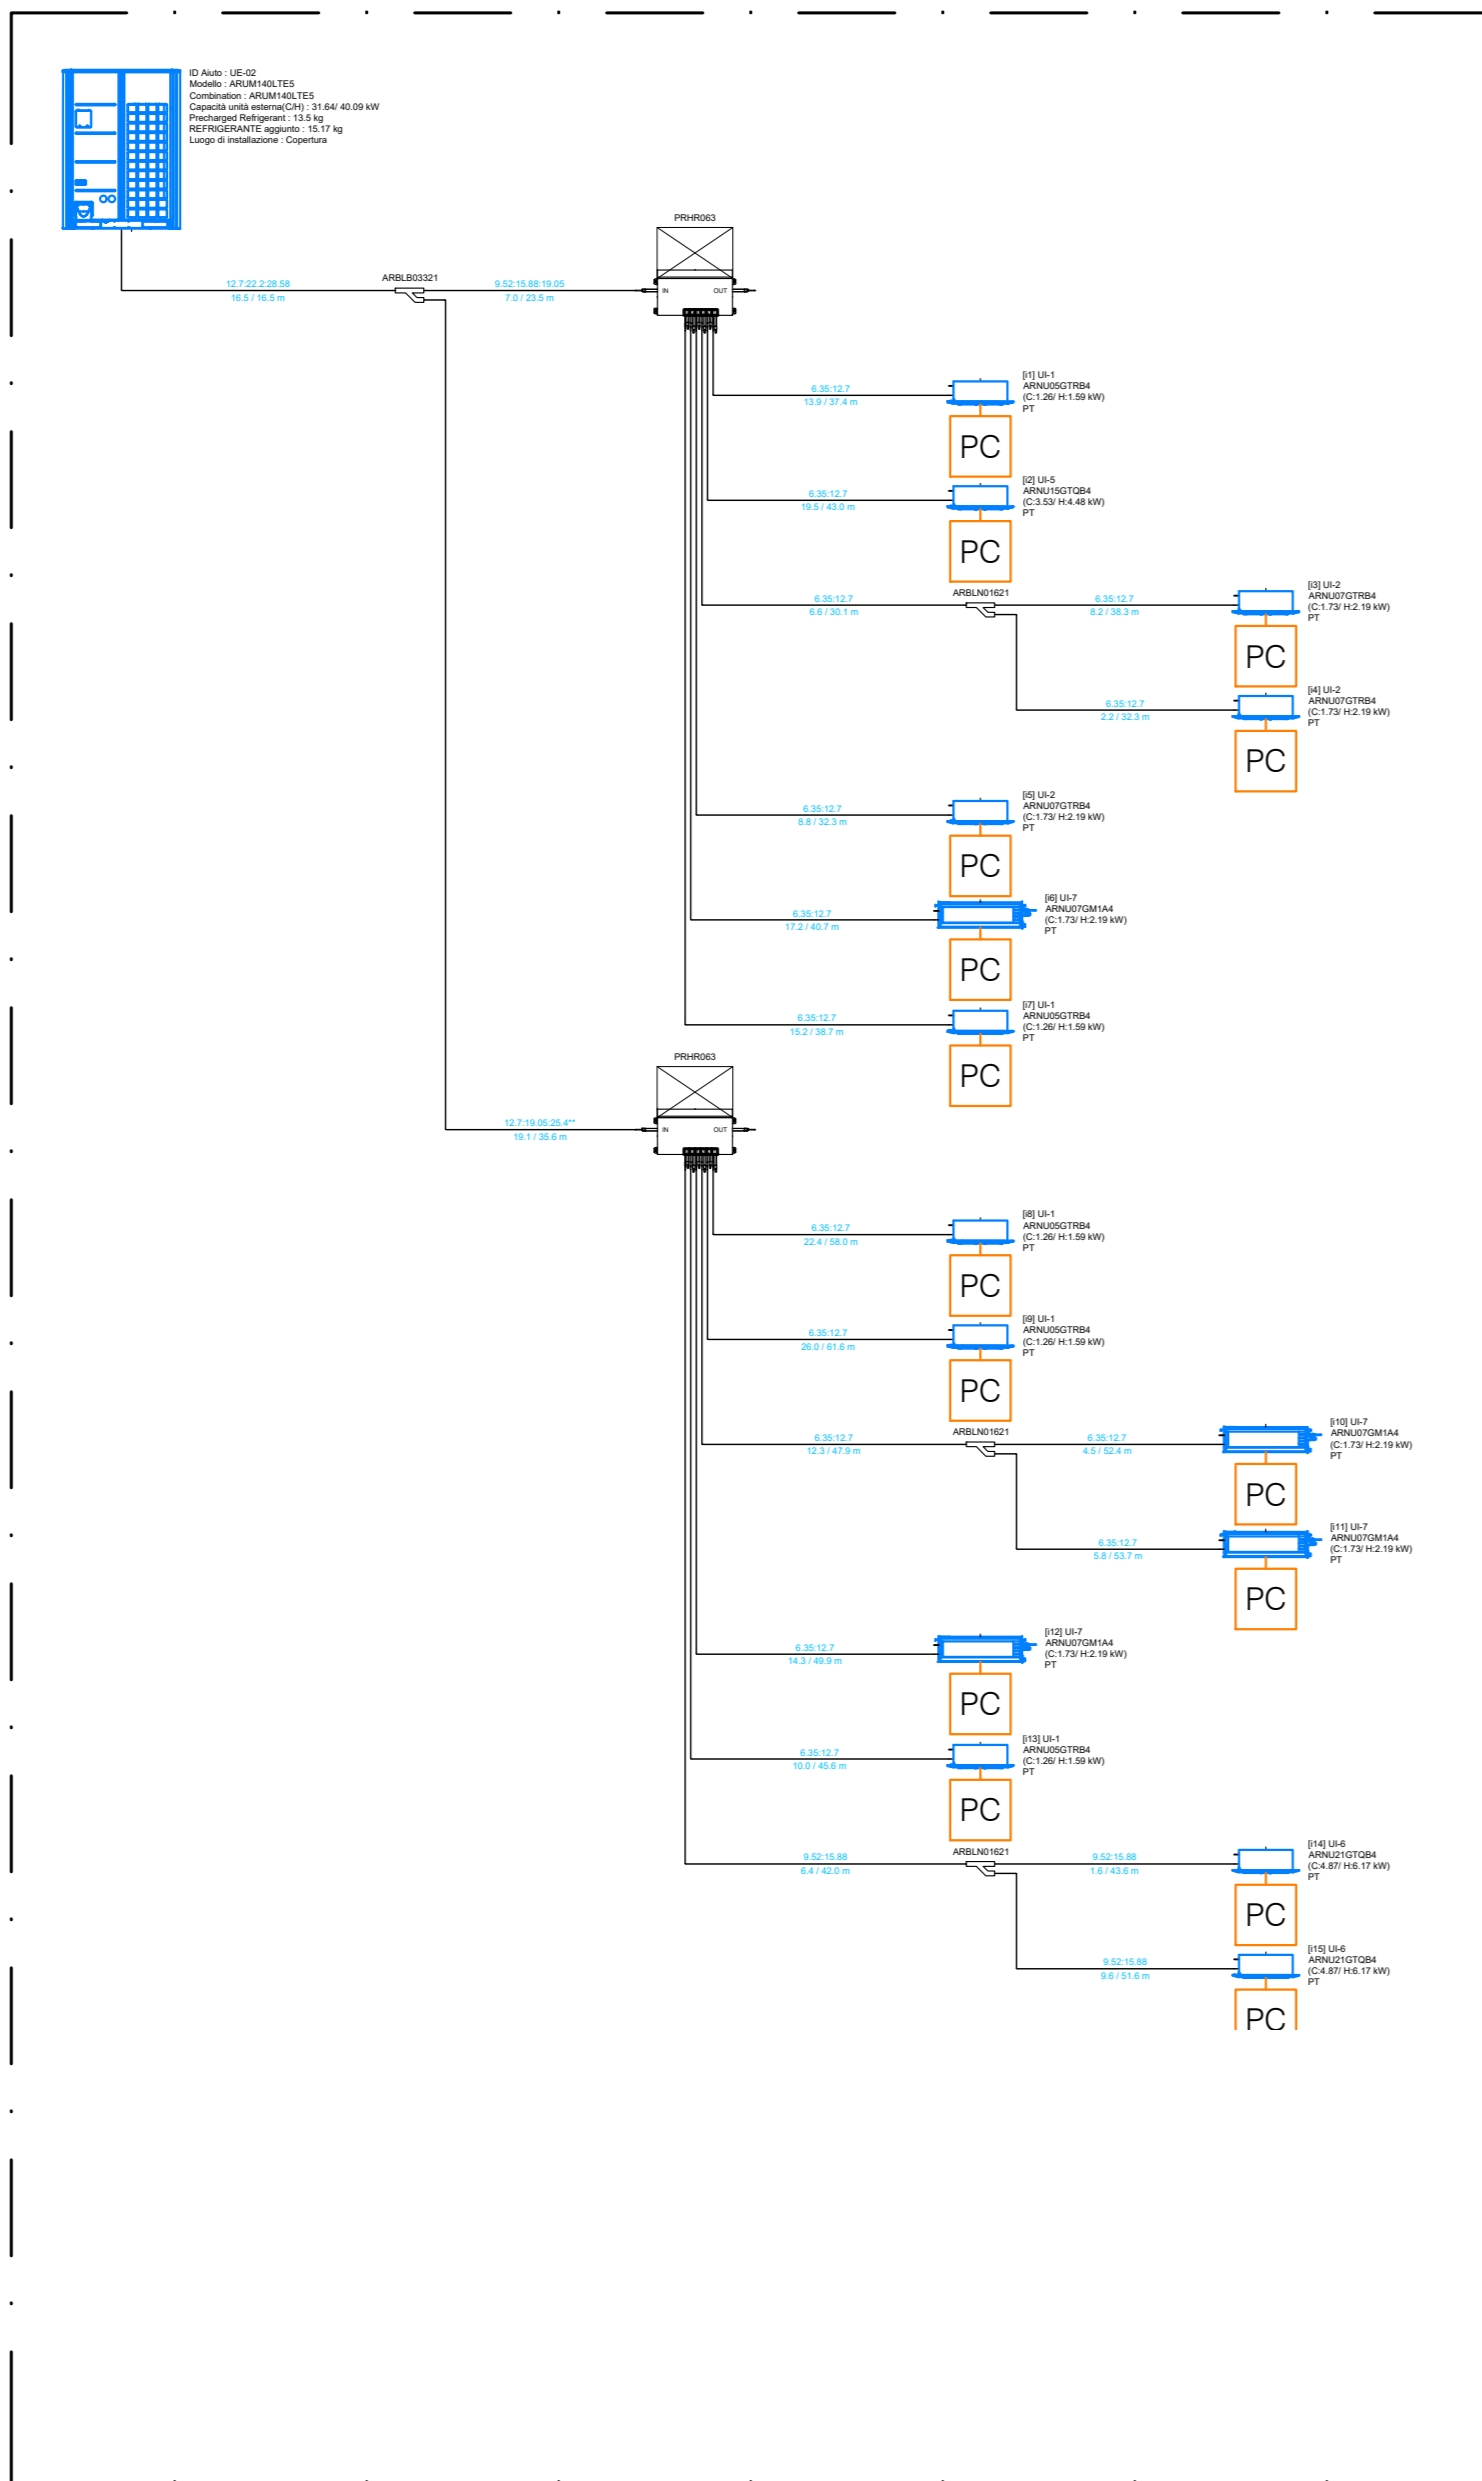 ID Aiuto : UE-02
Modello : ARUM140LTE5
Combination : ARUM140LTE5
Capacità unità esterna(C/H) : 31.64/ 40.09 kW
Precharged Refrigerant : 13.5 kg
REFRIGERANTE aggiunto : 15.17 kg
Luogo di installazione : Copertura
PRHR063
12.7:22.2:28.58
16.5 / 16.5 m
ARBLB03321
9.52:15.88:19.05
7.0 / 23.5 m
IN
OUT
6.35:12.7
13.9 / 37.4 m
[i1] UI-1
ARNU05GTRB4
(C:1.26/ H:1.59 kW)
PT
PC
6.35:12.7
19.5 / 43.0 m
[i2] UI-5
ARNU15GTQB4
(C:3.53/ H:4.48 kW)
PT
PC
6.35:12.7
6.6 / 30.1 m
ARBLN01621
6.35:12.7
8.2 / 38.3 m
[i3] UI-2
ARNU07GTRB4
(C:1.73/ H:2.19 kW)
PT
PC
6.35:12.7
2.2 / 32.3 m
[i4] UI-2
ARNU07GTRB4
(C:1.73/ H:2.19 kW)
PT
PC
6.35:12.7
8.8 / 32.3 m
[i5] UI-2
ARNU07GTRB4
(C:1.73/ H:2.19 kW)
PT
PC
6.35:12.7
17.2 / 40.7 m
[i6] UI-7
ARNU07GM1A4
(C:1.73/ H:2.19 kW)
PT
PC
6.35:12.7
15.2 / 38.7 m
[i7] UI-1
ARNU05GTRB4
(C:1.26/ H:1.59 kW)
PT
PC
PRHR063
12.7:19.05:25.4**
19.1 / 35.6 m
IN
OUT
6.35:12.7
22.4 / 58.0 m
[i8] UI-1
ARNU05GTRB4
(C:1.26/ H:1.59 kW)
PT
PC
6.35:12.7
26.0 / 61.6 m
[i9] UI-1
ARNU05GTRB4
(C:1.26/ H:1.59 kW)
PT
PC
6.35:12.7
12.3 / 47.9 m
ARBLN01621
6.35:12.7
4.5 / 52.4 m
[i10] UI-7
ARNU07GM1A4
(C:1.73/ H:2.19 kW)
PT
PC
6.35:12.7
5.8 / 53.7 m
[i11] UI-7
ARNU07GM1A4
(C:1.73/ H:2.19 kW)
PT
PC
6.35:12.7
14.3 / 49.9 m
[i12] UI-7
ARNU07GM1A4
(C:1.73/ H:2.19 kW)
PT
PC
6.35:12.7
10.0 / 45.6 m
[i13] UI-1
ARNU05GTRB4
(C:1.26/ H:1.59 kW)
PT
PC
9.52:15.88
6.4 / 42.0 m
ARBLN01621
9.52:15.88
1.6 / 43.6 m
[i14] UI-6
ARNU21GTQB4
(C:4.87/ H:6.17 kW)
PT
PC
9.52:15.88
9.6 / 51.6 m
[i15] UI-6
ARNU21GTQB4
(C:4.87/ H:6.17 kW)
PT
PC